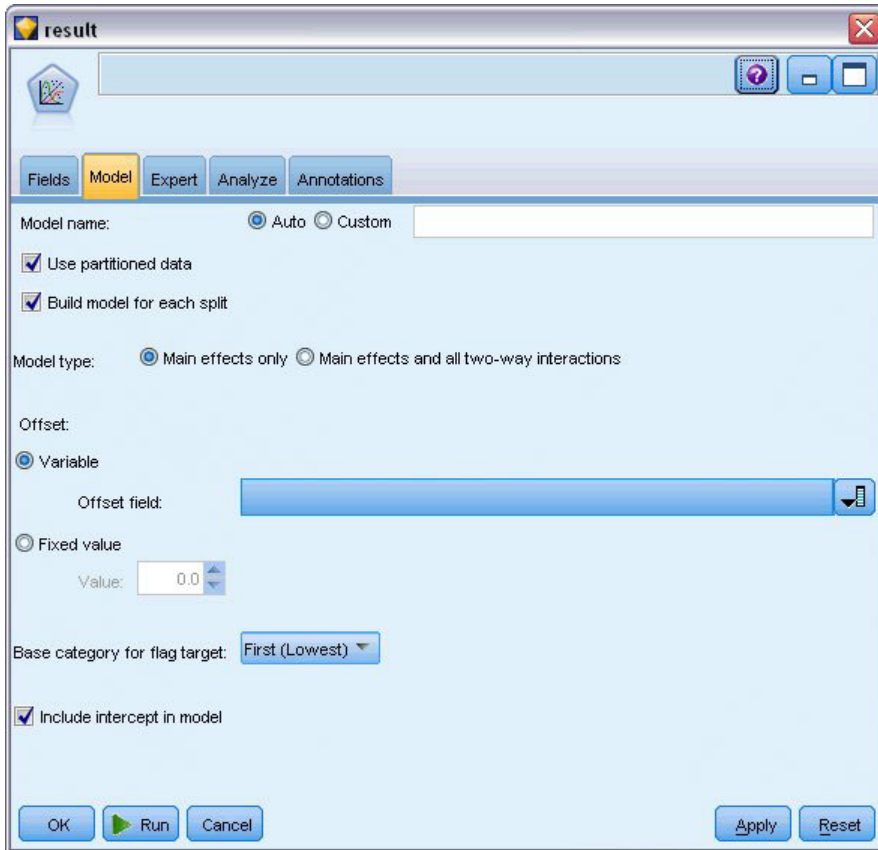 result
Fields Model Expert Analyze Annotations
Model name: Auto Custom
Use partitioned data
Build model for each split
Model type: Main effects only Main effects and all two-way interactions
Offset:
Variable
Offset field:
Fixed value
Value: 0.0
Base category for flag target: First (Lowest)
Include intercept in model
OK Run Cancel Apply Reset